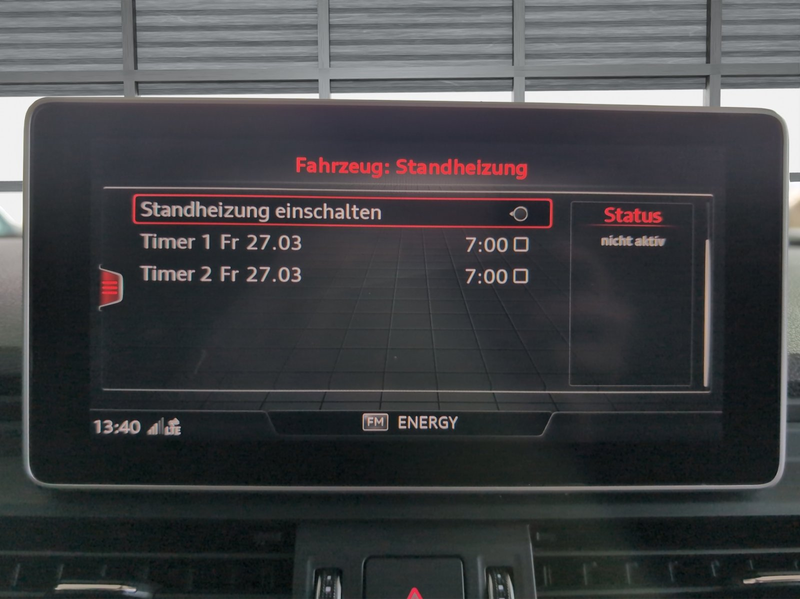 Fahrzeug: Standheizung
Standheizung einschalten
Timer 1 Fr 27.03 7:00
Timer 2 Fr 27.03 7:00
Status
nicht aktiv
13:40 LTE
FM ENERGY